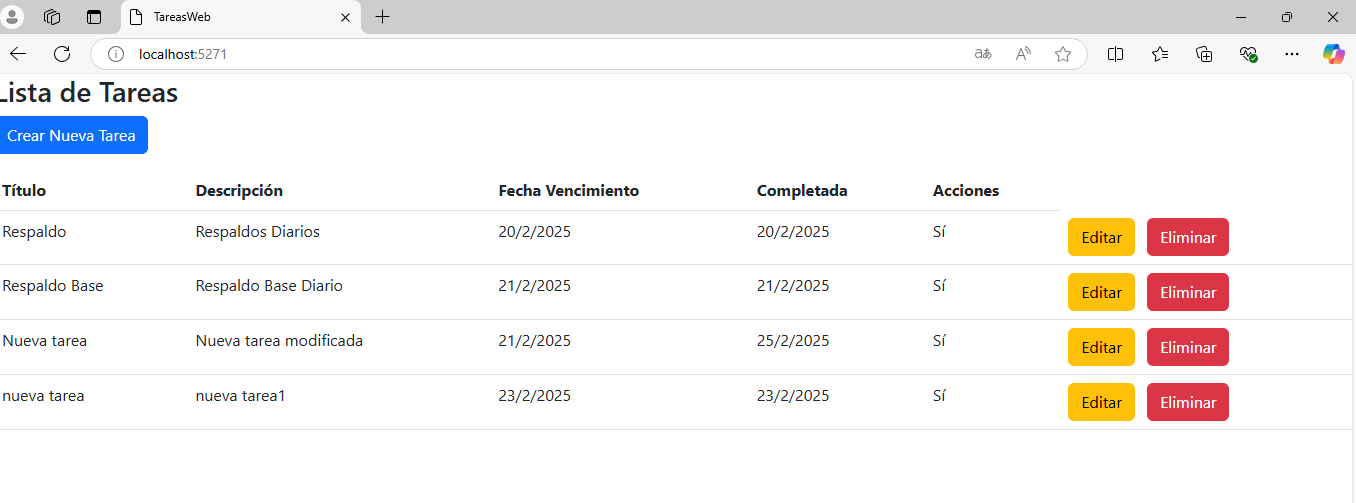 TareasWeb
localhost:5271
aあ
Lista de Tareas
Crear Nueva Tarea
Título Descripción Fecha Vencimiento Completada Acciones
Respaldo Respaldos Diarios 20/2/2025 20/2/2025 Sí Editar Eliminar
Respaldo Base Respaldo Base Diario 21/2/2025 21/2/2025 Sí Editar Eliminar
Nueva tarea Nueva tarea modificada 21/2/2025 25/2/2025 Sí Editar Eliminar
nueva tarea nueva tarea1 23/2/2025 23/2/2025 Sí Editar Eliminar